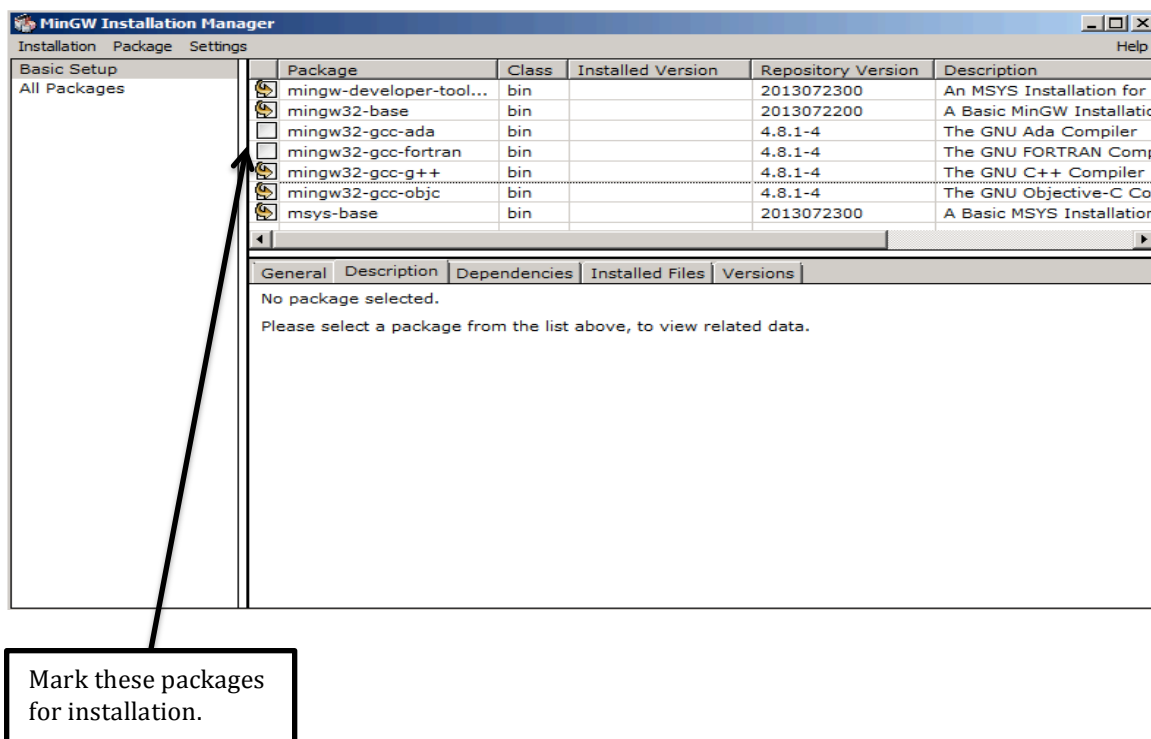 MinGW Installation Manager
Installation Package Settings Help
Basic Setup
All Packages
Package Class Installed Version Repository Version Description
mingw-developer-tool... bin 2013072300 An MSYS Installation for
mingw32-base bin 2013072200 A Basic MinGW Installatio
mingw32-gcc-ada bin 4.8.1-4 The GNU Ada Compiler
mingw32-gcc-fortran bin 4.8.1-4 The GNU FORTRAN Comp
mingw32-gcc-g++ bin 4.8.1-4 The GNU C++ Compiler
mingw32-gcc-objc bin 4.8.1-4 The GNU Objective-C Co
msys-base bin 2013072300 A Basic MSYS Installation
General Description Dependencies Installed Files Versions
No package selected.
Please select a package from the list above, to view related data.
Mark these packages
for installation.